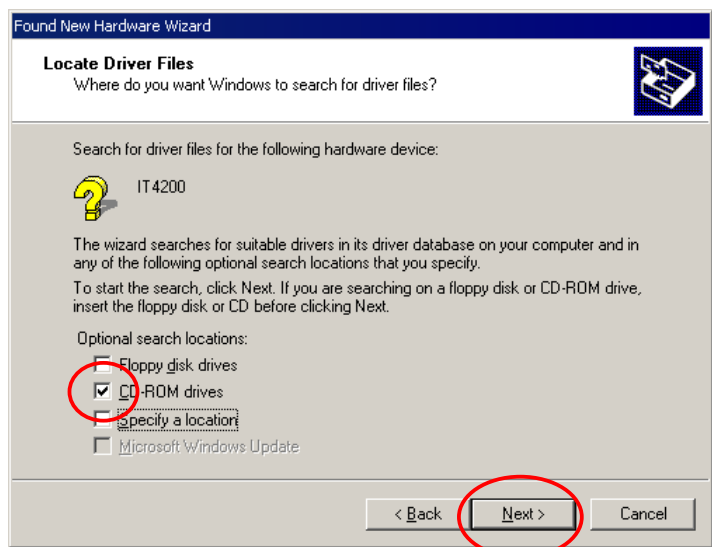 Found New Hardware Wizard
Locate Driver Files
Where do you want Windows to search for driver files?
Search for driver files for the following hardware device:
IT4200
The wizard searches for suitable drivers in its driver database on your computer and in
any of the following optional search locations that you specify.
To start the search, click Next. If you are searching on a floppy disk or CD-ROM drive,
insert the floppy disk or CD before clicking Next.
Optional search locations:
Floppy disk drives
CD-ROM drives
Specify a location
Microsoft Windows Update
< Back Next > Cancel